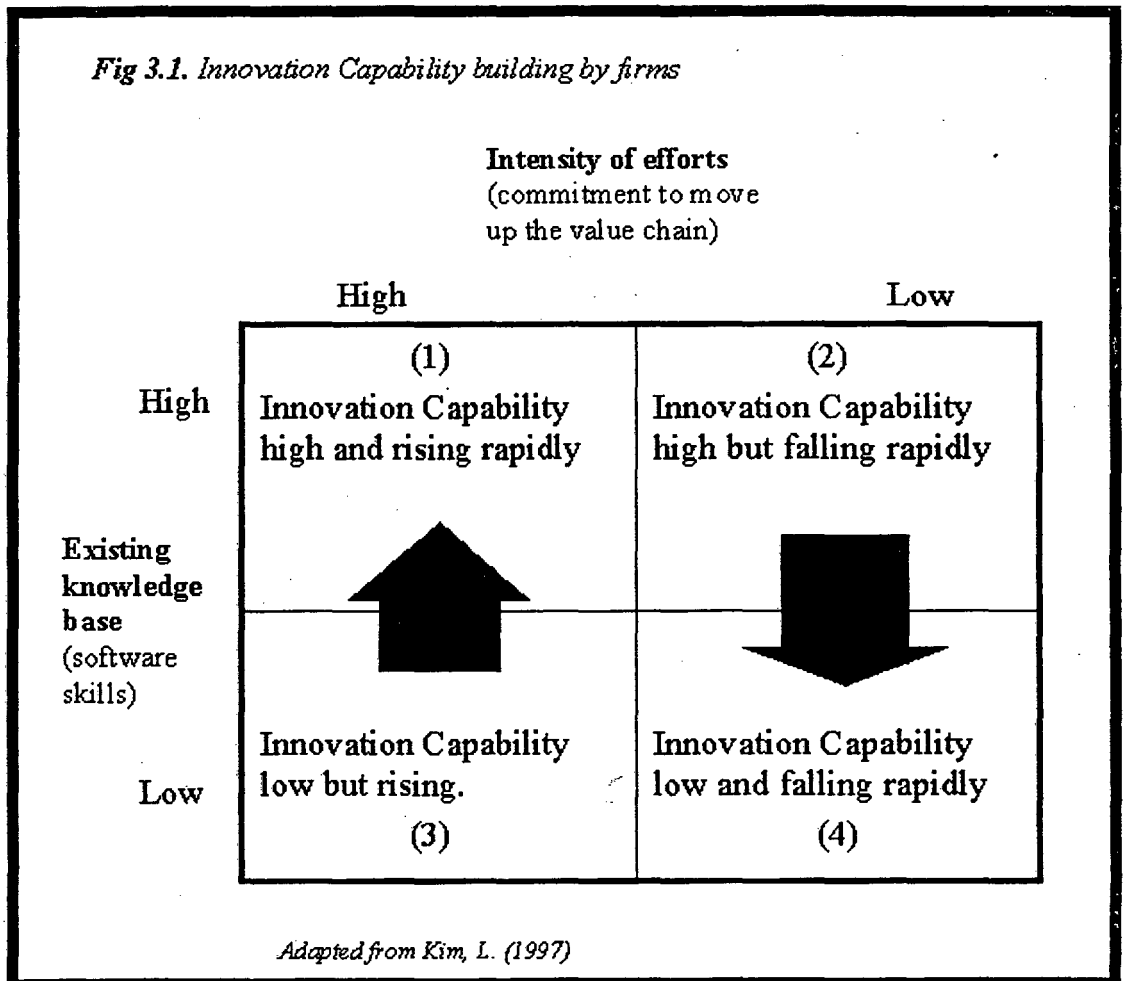 Fig 3.1. Innovation Capability building by firms
Intensity of efforts
(commitment to move
up the value chain)
High
Low
(1)
(2)
High
Innovation Capability
high and rising rapidly
Innovation Capability
high but falling rapidly
Existing
knowledge
base
(software
skills)
Low
Innovation Capability
low but rising.
(3)
Innovation Capability
low and falling rapidly
(4)
Adapted from Kim, L. (1997)